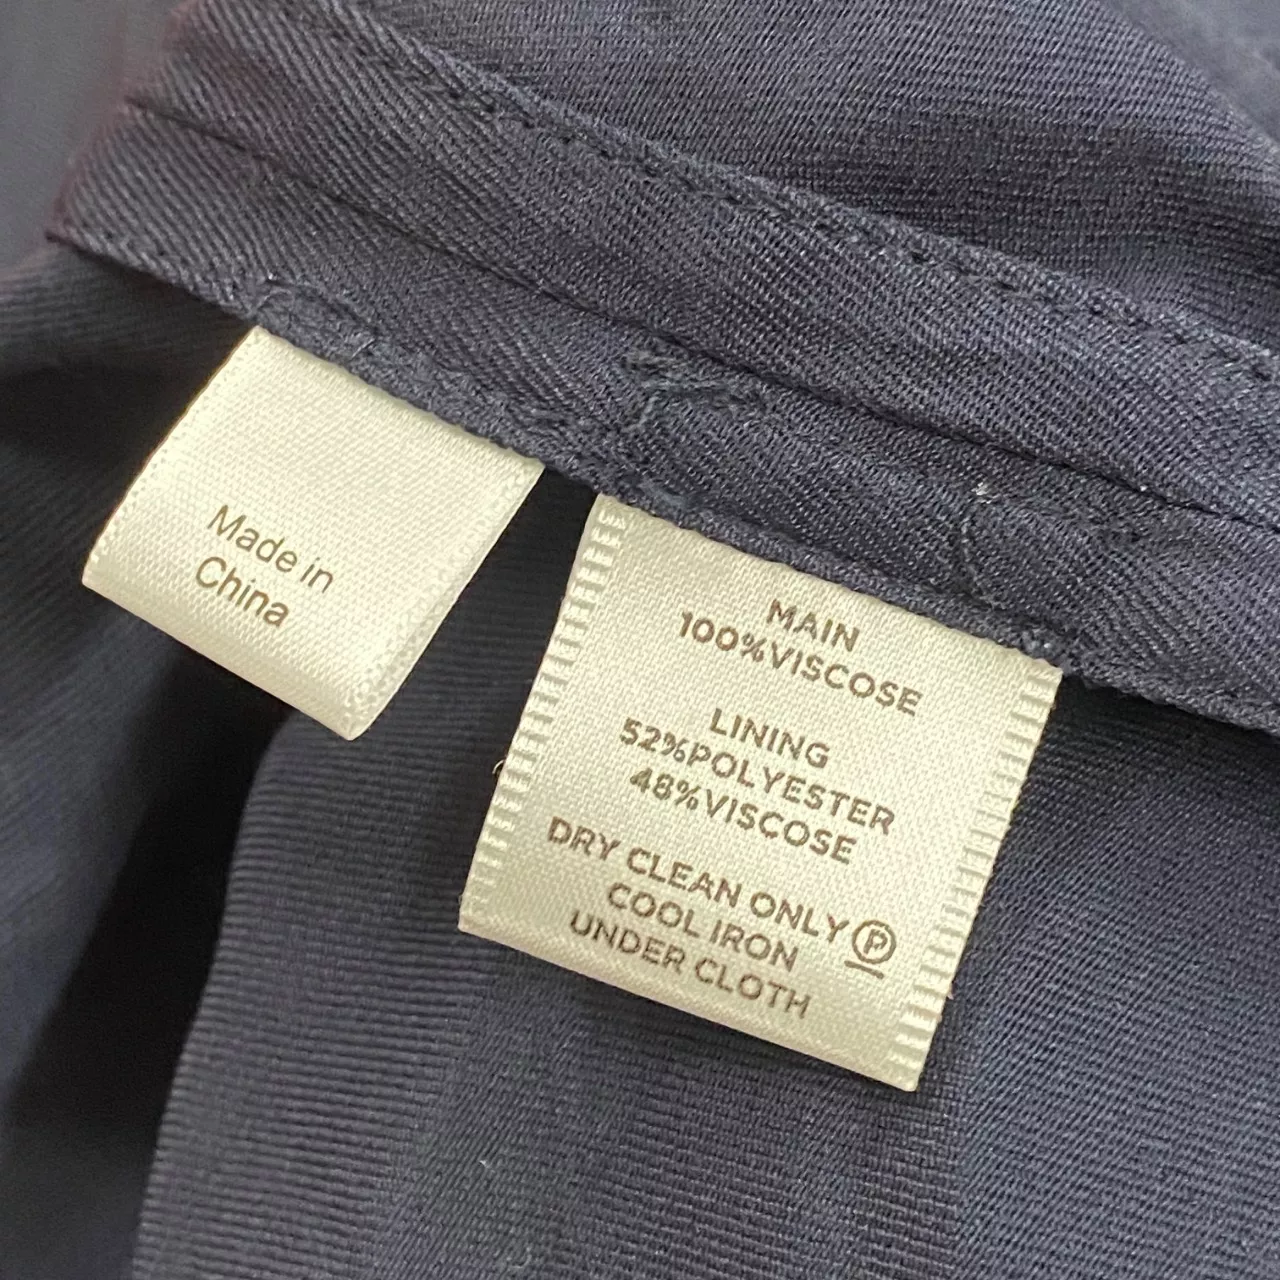 Made in
China
MAIN
100%VISCOSE
LINING
52%POLYESTER
48%VISCOSE
DRY CLEAN ONLY Ⓟ
COOL IRON
UNDER CLOTH